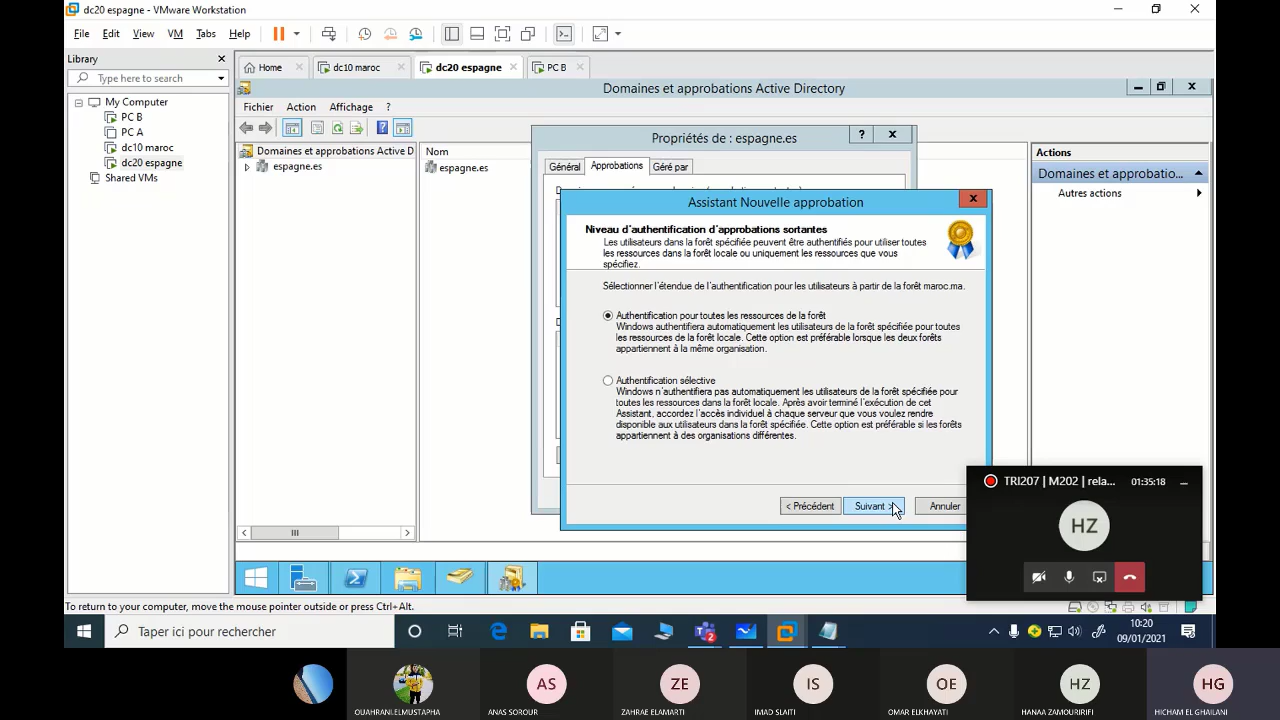 dc20 espagne - VMware Workstation
File Edit View VM Tabs Help
Library
Type here to search
My Computer
PC B
PC A
dc10 maroc
dc20 espagne
Shared VMs
Home
dc10 maroc
dc20 espagne
PC B
Domaines et approbations Active Directory
Fichier Action Affichage ?
Domaines et approbations Active D
espagne.es
Nom
espagne.es
Actions
Domaines et approbatio...
Autres actions
Propriétés de : espagne.es
Général Approbations Géré par
Assistant Nouvelle approbation
Niveau d'authentification d'approbations sortantes
Les utilisateurs dans la forêt spécifiée peuvent être authentifiés pour utiliser toutes
les ressources dans la forêt locale ou uniquement les ressources que vous
spécifiez.
Sélectionner l'étendue de l'authentification pour les utilisateurs à partir de la forêt maroc.ma.
Authentification pour toutes les ressources de la forêt
Windows authentifiera automatiquement les utilisateurs de la forêt spécifiée pour toutes
les ressources de la forêt locale. Cette option est préférable lorsque les deux forêts
appartiennent à la même organisation.
Authentification sélective
Windows n'authentifiera pas automatiquement les utilisateurs de la forêt spécifiée pour
toutes les ressources dans la forêt locale. Après avoir terminé l'exécution de cet
Assistant, accordez l'accès individuel à chaque serveur que vous voulez rendre
disponible aux utilisateurs dans la forêt spécifiée. Cette option est préférable si les forêts
appartiennent à des organisations différentes.
< Précédent Suivant > Annuler
TRI207 | M202 | rela... 01:35:18
HZ
To return to your computer, move the mouse pointer outside or press Ctrl+Alt.
Taper ici pour rechercher
10:20
09/01/2021
OUAHRANI.ELMUSTAPHA
AS
ANAS SOROUR
ZE
ZAHRAE ELAMARTI
IS
IMAD SLAITI
OE
OMAR ELKHAYATI
HZ
HANAA ZAMOURIRFI
HG
HICHAM EL GHAILANI